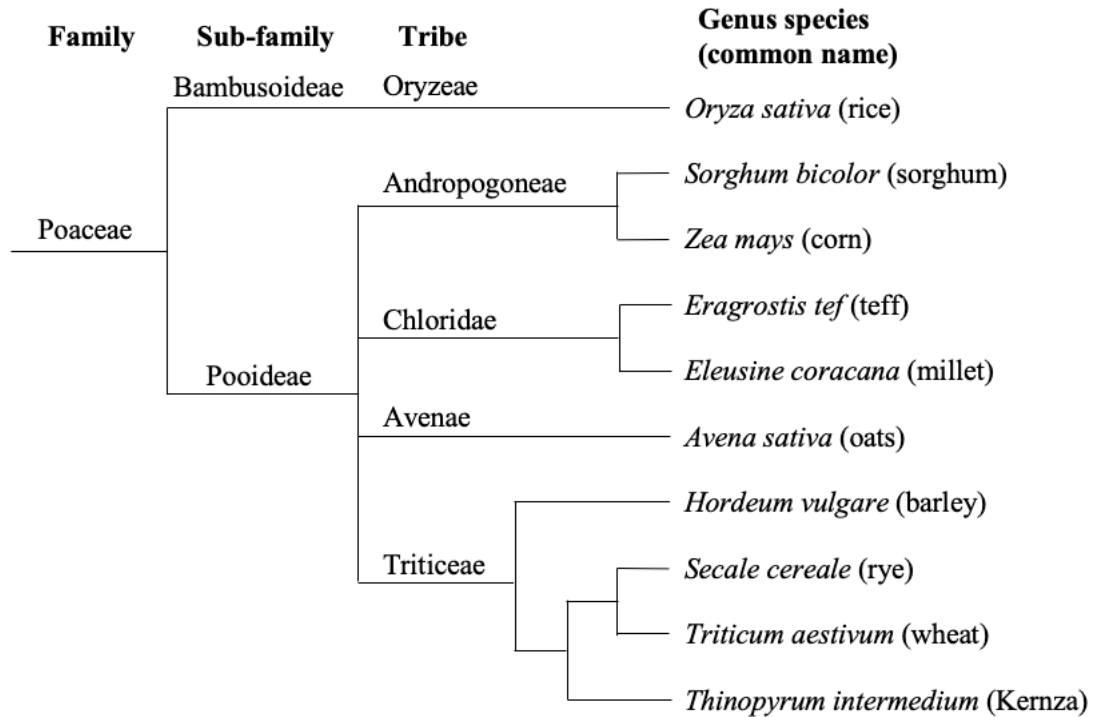 Family Sub-family Tribe Genus species
(common name)
Bambusoideae Oryzeae
Oryza sativa (rice)
Andropogoneae
Sorghum bicolor (sorghum)
Poaceae
Zea mays (corn)
Chloridae
Eragrostis tef (teff)
Pooideae
Eleusine coracana (millet)
Avenae
Avena sativa (oats)
Hordeum vulgare (barley)
Triticeae
Secale cereale (rye)
Triticum aestivum (wheat)
Thinopyrum intermedium (Kernza)